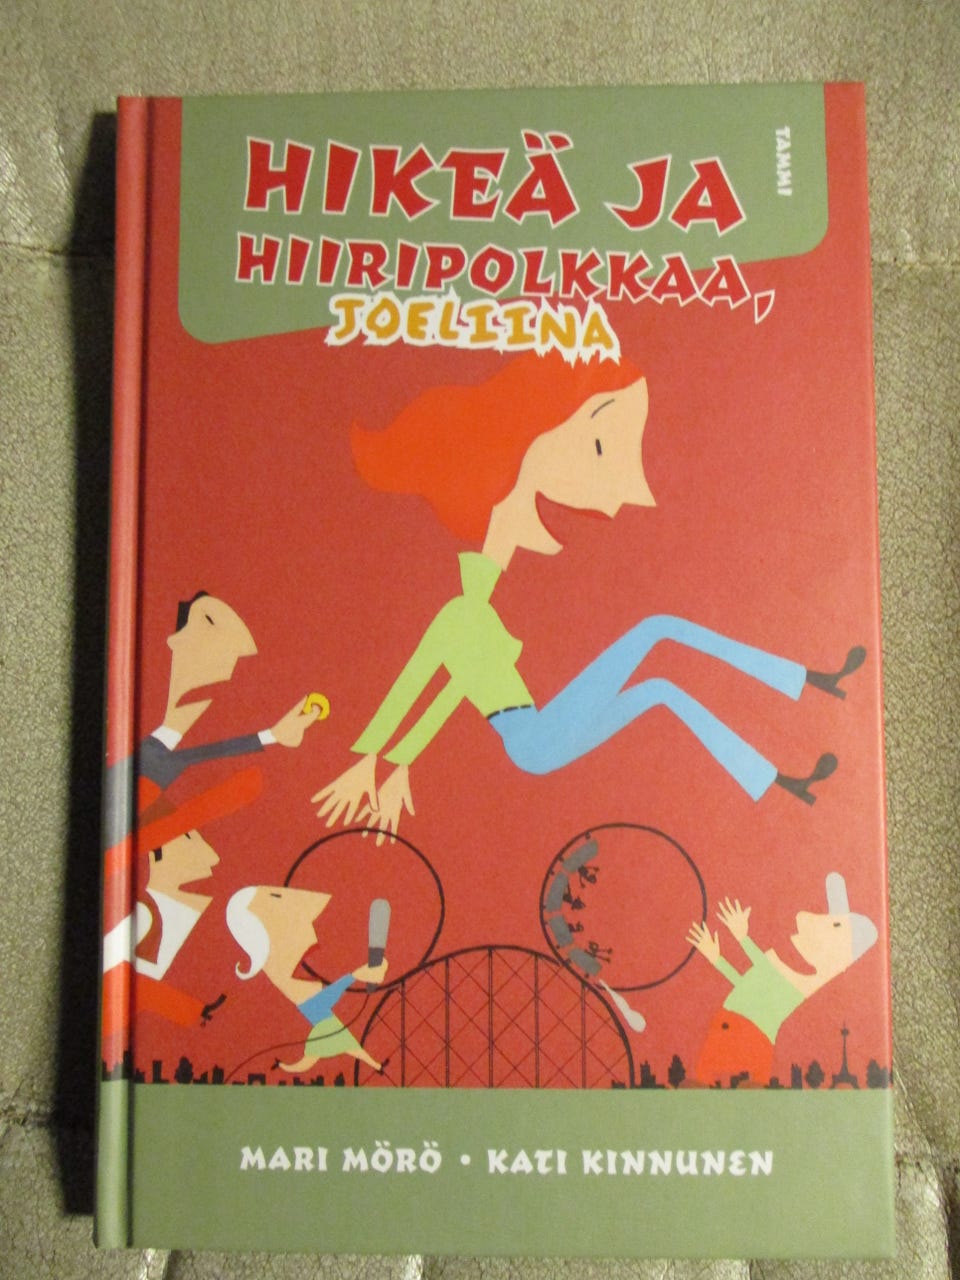 TAMMI
HIKEÄ JA
HIIRIPOLKKAA,
JOELIINA
MARI MÖRÖ • KATI KINNUNEN